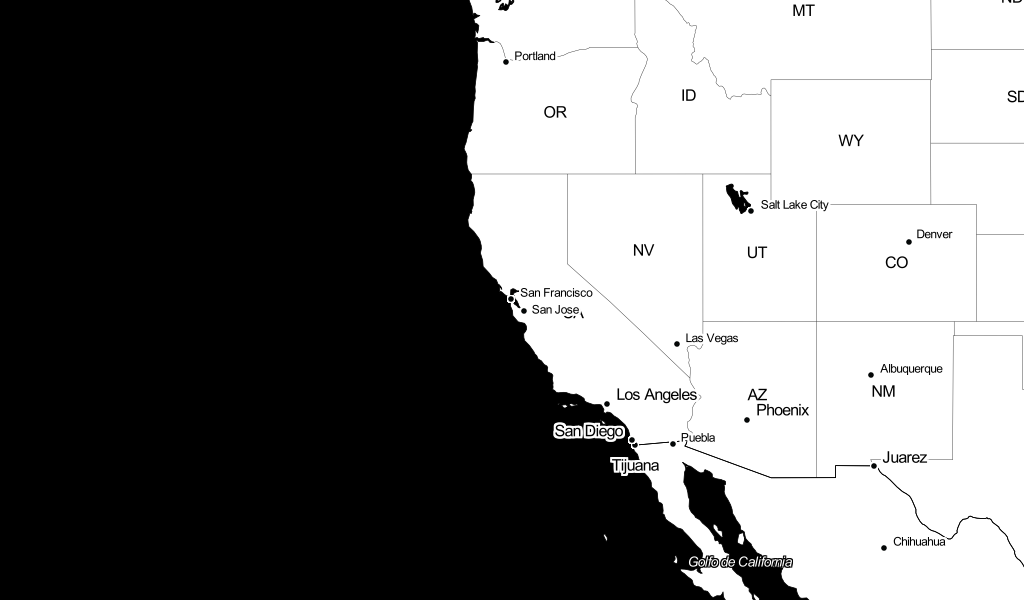 ND
MT
Portland
ID
SD
OR
WY
Salt Lake City
Denver
NV
UT
CO
San Francisco
San Jose
CA
Las Vegas
Albuquerque
AZ
NM
Los Angeles
Phoenix
San Diego
Puebla
Tijuana
Juarez
Chihuahua
Golfo de California